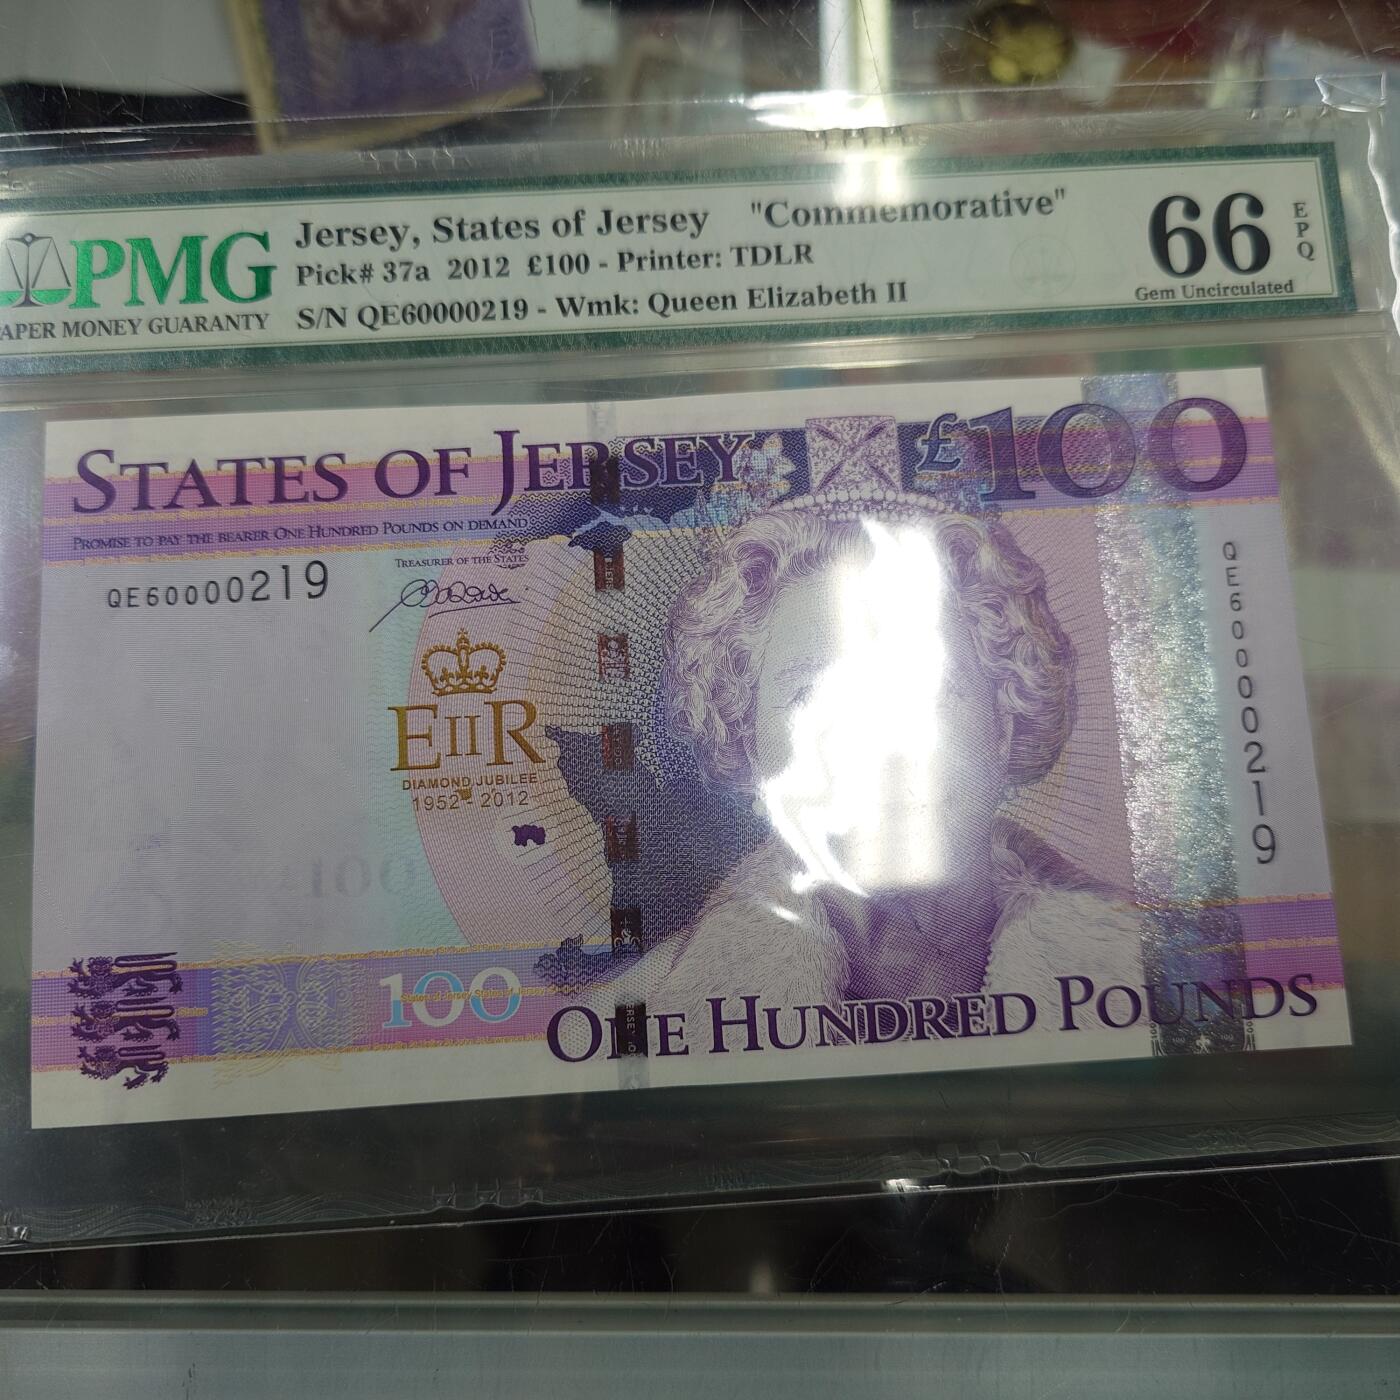 PMG
PAPER MONEY GUARANTY
Jersey, States of Jersey "Commemorative"
Pick# 37a 2012 £100 - Printer: TDLR
S/N QE60000219 - Wmk: Queen Elizabeth II
66
EPQ
Gem Uncirculated
STATES OF JERSEY
£100
PROMISE TO PAY THE BEARER ONE HUNDRED POUNDS ON DEMAND
TREASURER OF THE STATES
QE60000219
QE60000219
EIIR
DIAMOND JUBILEE
1952 - 2012
100
100
ONE HUNDRED POUNDS